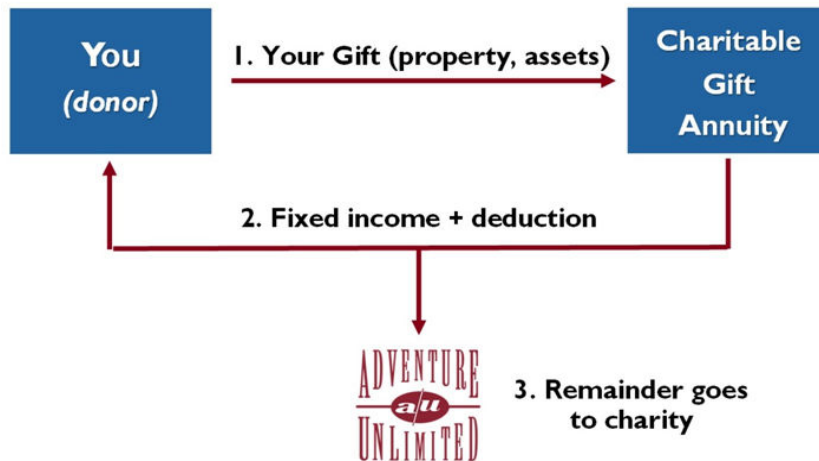 You
(donor)
1. Your Gift (property, assets)
Charitable
Gift
Annuity
2. Fixed income + deduction
ADVENTURE
a/u
UNLIMITED
3. Remainder goes
to charity